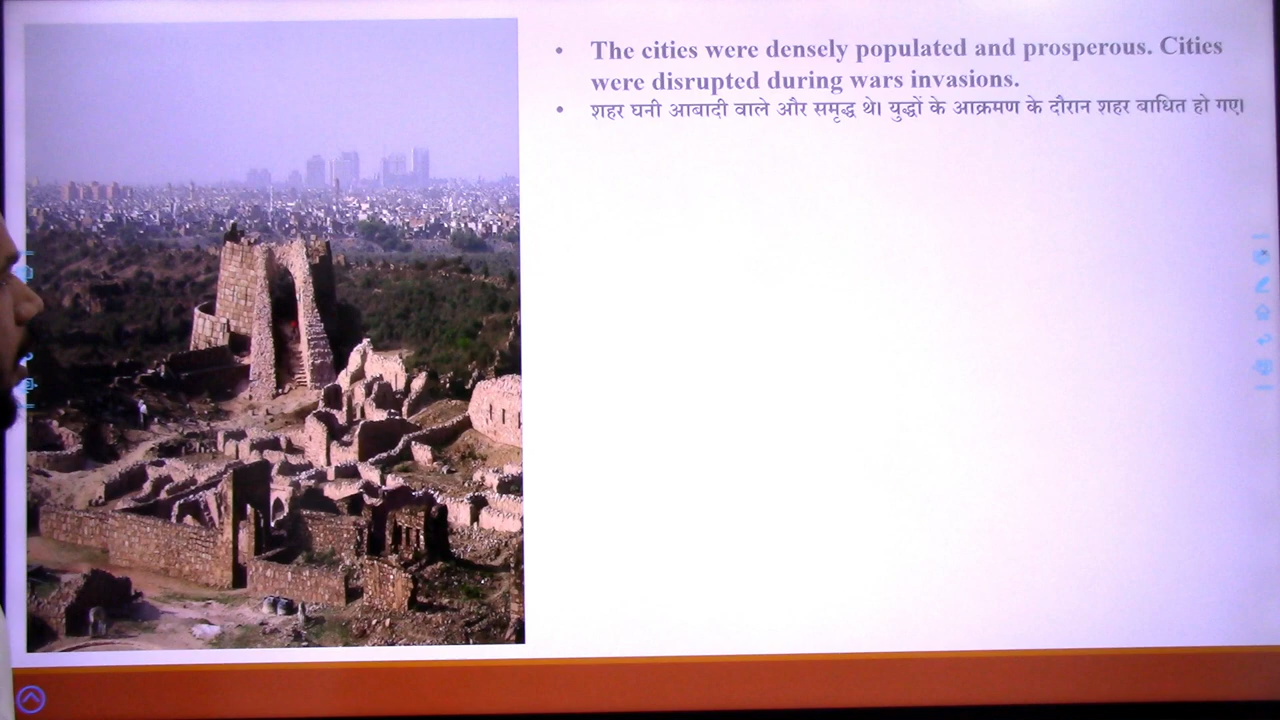 • The cities were densely populated and prosperous. Cities
were disrupted during wars invasions.
• शहर घनी आबादी वाले और समृद्ध थे। युद्धों के आक्रमण के दौरान शहर बाधित हो गए।